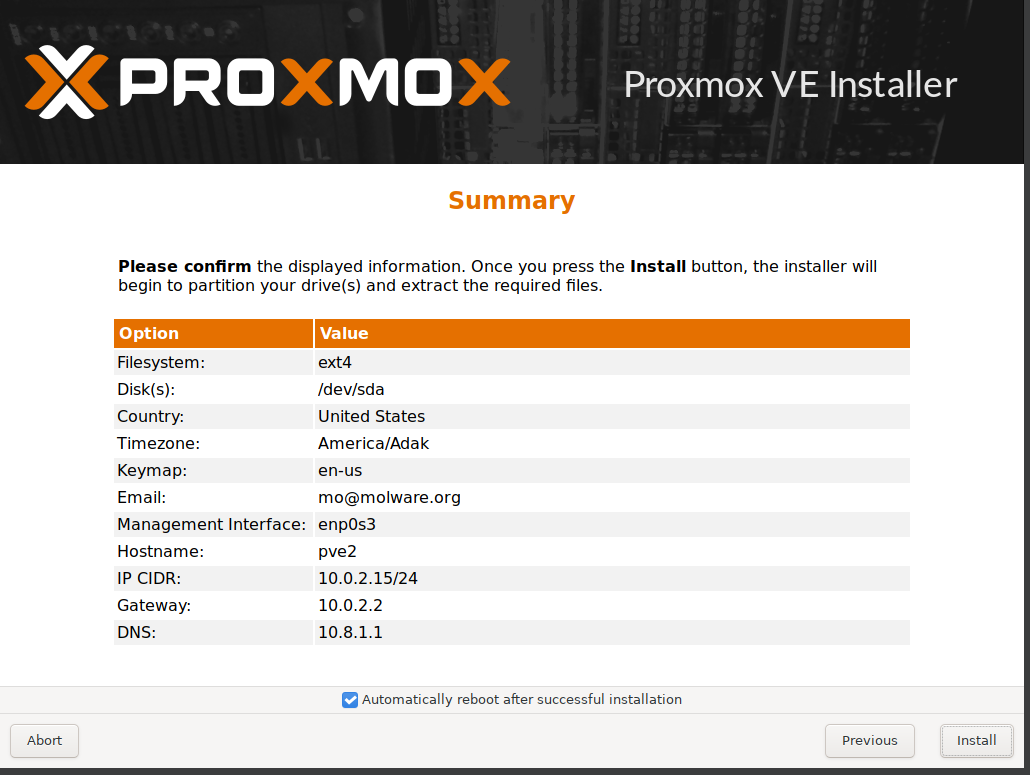 PROXMOX
Proxmox VE Installer
Summary
Please confirm the displayed information. Once you press the Install button, the installer will
begin to partition your drive(s) and extract the required files.
Option Value
Filesystem: ext4
Disk(s): /dev/sda
Country: United States
Timezone: America/Adak
Keymap: en-us
Email: mo@molware.org
Management Interface: enp0s3
Hostname: pve2
IP CIDR: 10.0.2.15/24
Gateway: 10.0.2.2
DNS: 10.8.1.1
Automatically reboot after successful installation
Abort Previous Install